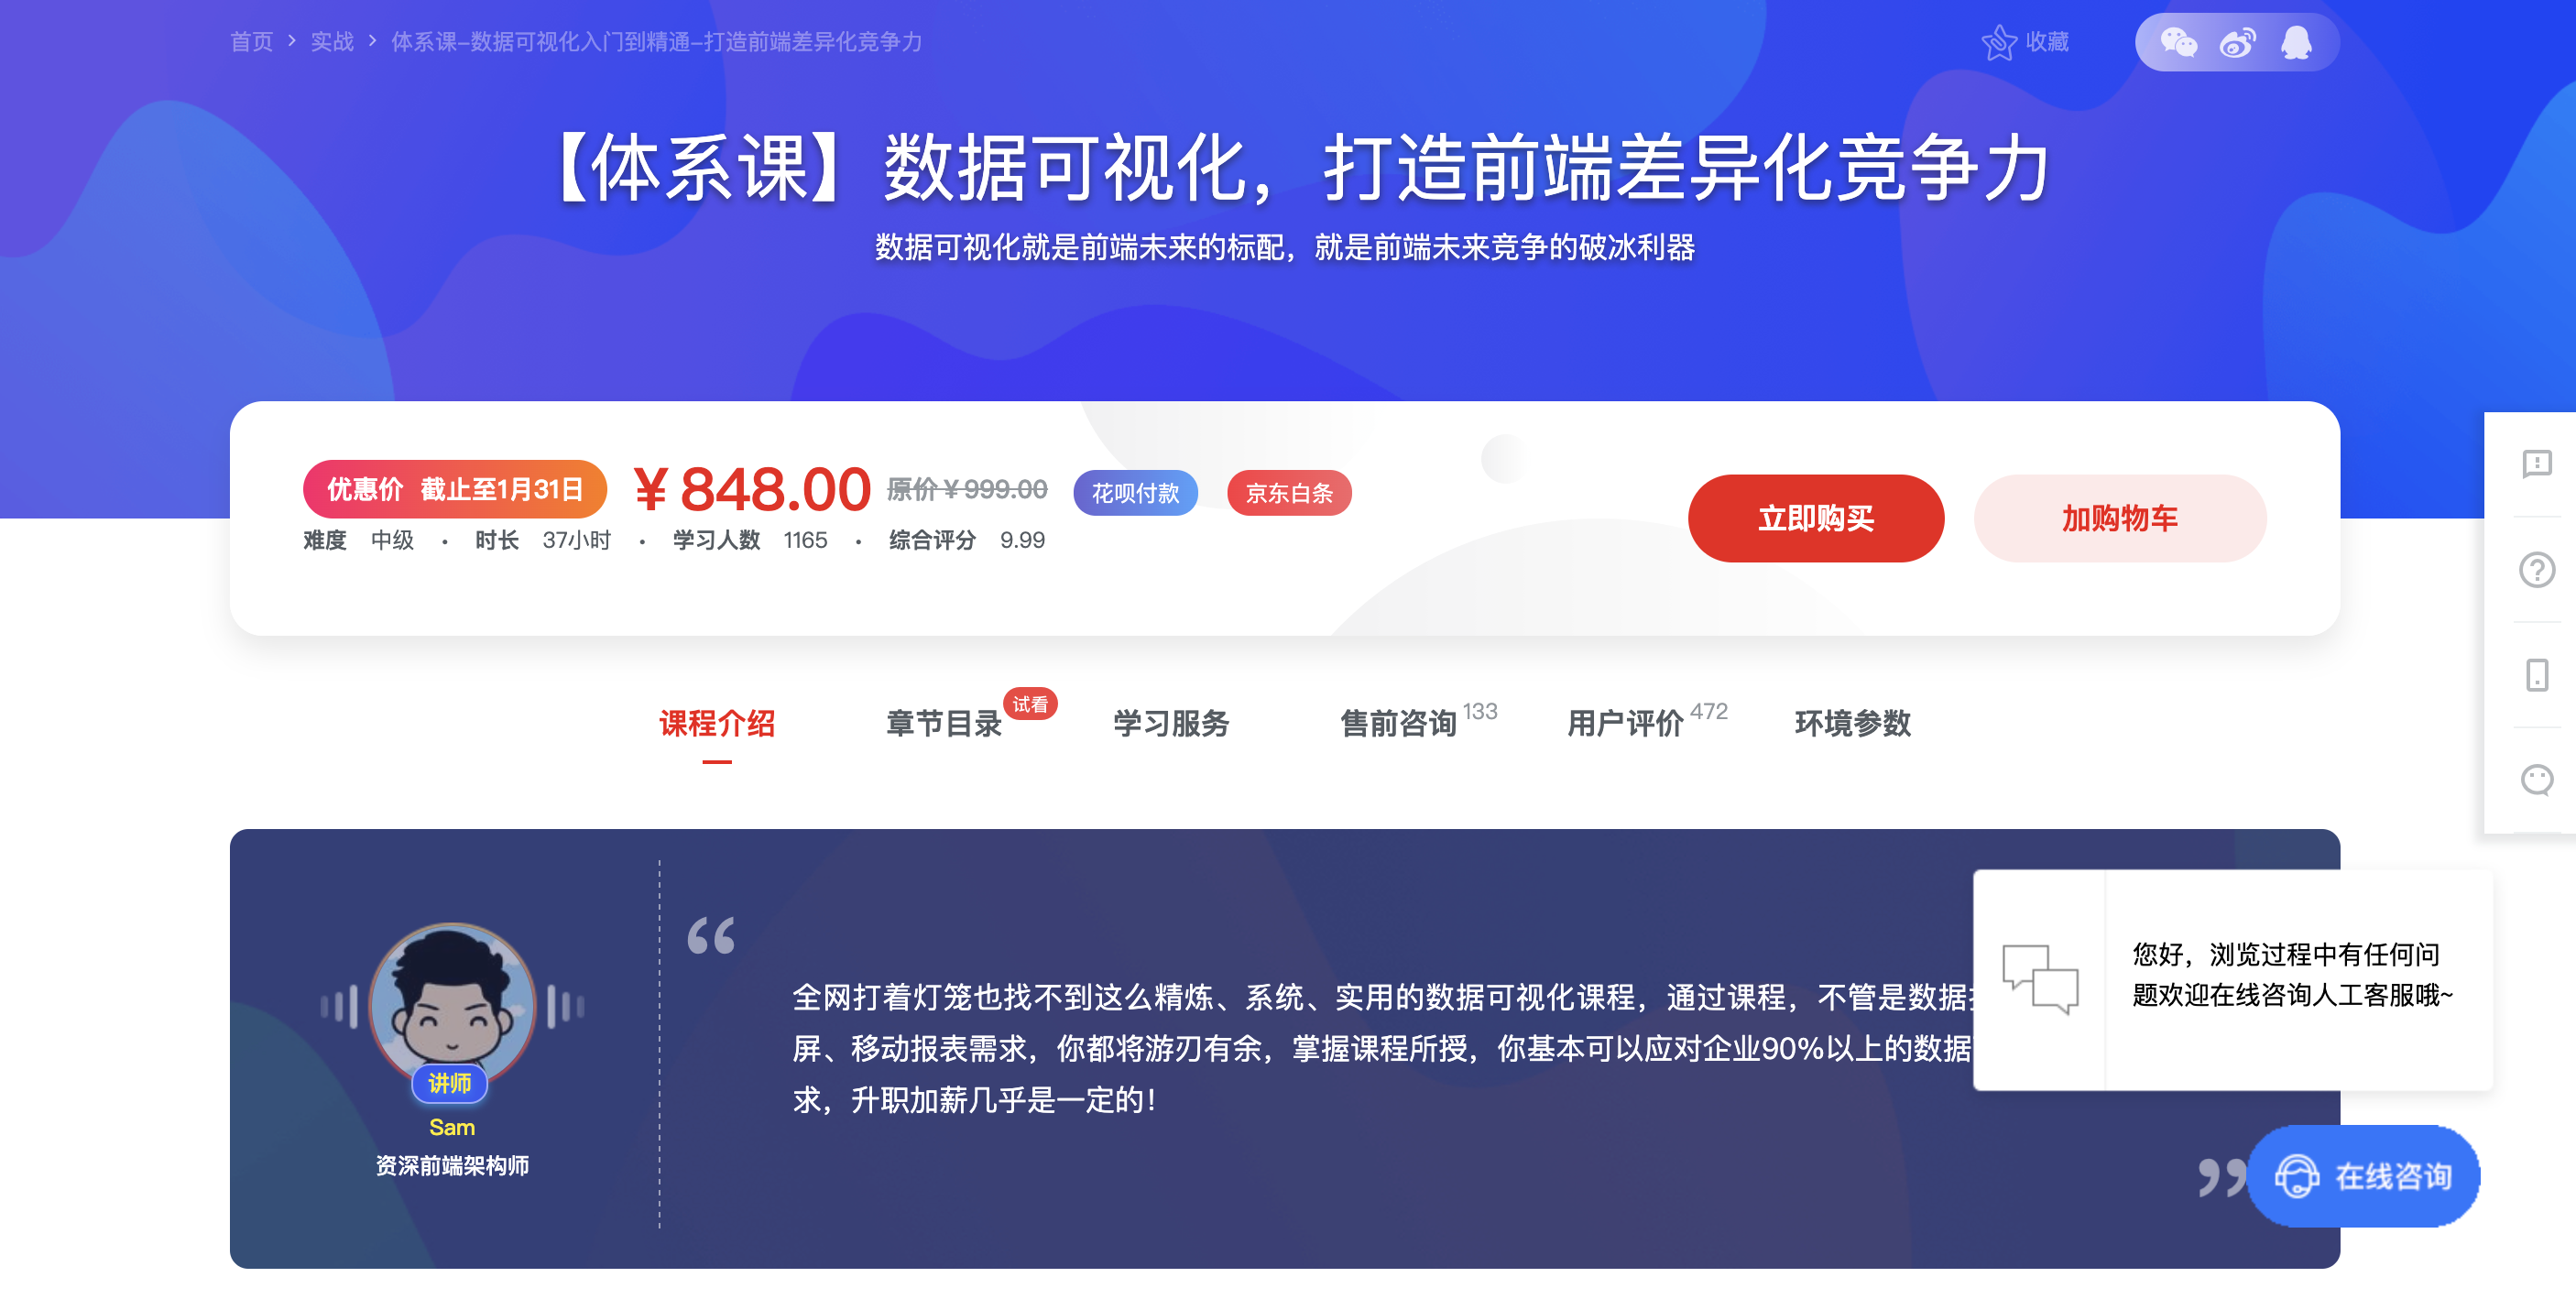 首页 > 实战 > 体系课-数据可视化入门到精通-打造前端差异化竞争力
收藏
【体系课】数据可视化，打造前端差异化竞争力
数据可视化就是前端未来的标配，就是前端未来竞争的破冰利器
优惠价 截止至1月31日 ￥848.00 原价￥999.00 花呗付款 京东白条
难度 中级 · 时长 37小时 · 学习人数 1165 · 综合评分 9.99
立即购买 加购物车
课程介绍 章节目录 试看 学习服务 售前咨询 133 用户评价 472 环境参数
全网打着灯笼也找不到这么精炼、系统、实用的数据可视化课程，通过课程，不管是数据
屏、移动报表需求，你都将游刃有余，掌握课程所授，你基本可以应对企业90%以上的数据
求，升职加薪几乎是一定的！
讲师
Sam
资深前端架构师
您好，浏览过程中有任何问
题欢迎在线咨询人工客服哦~
在线咨询